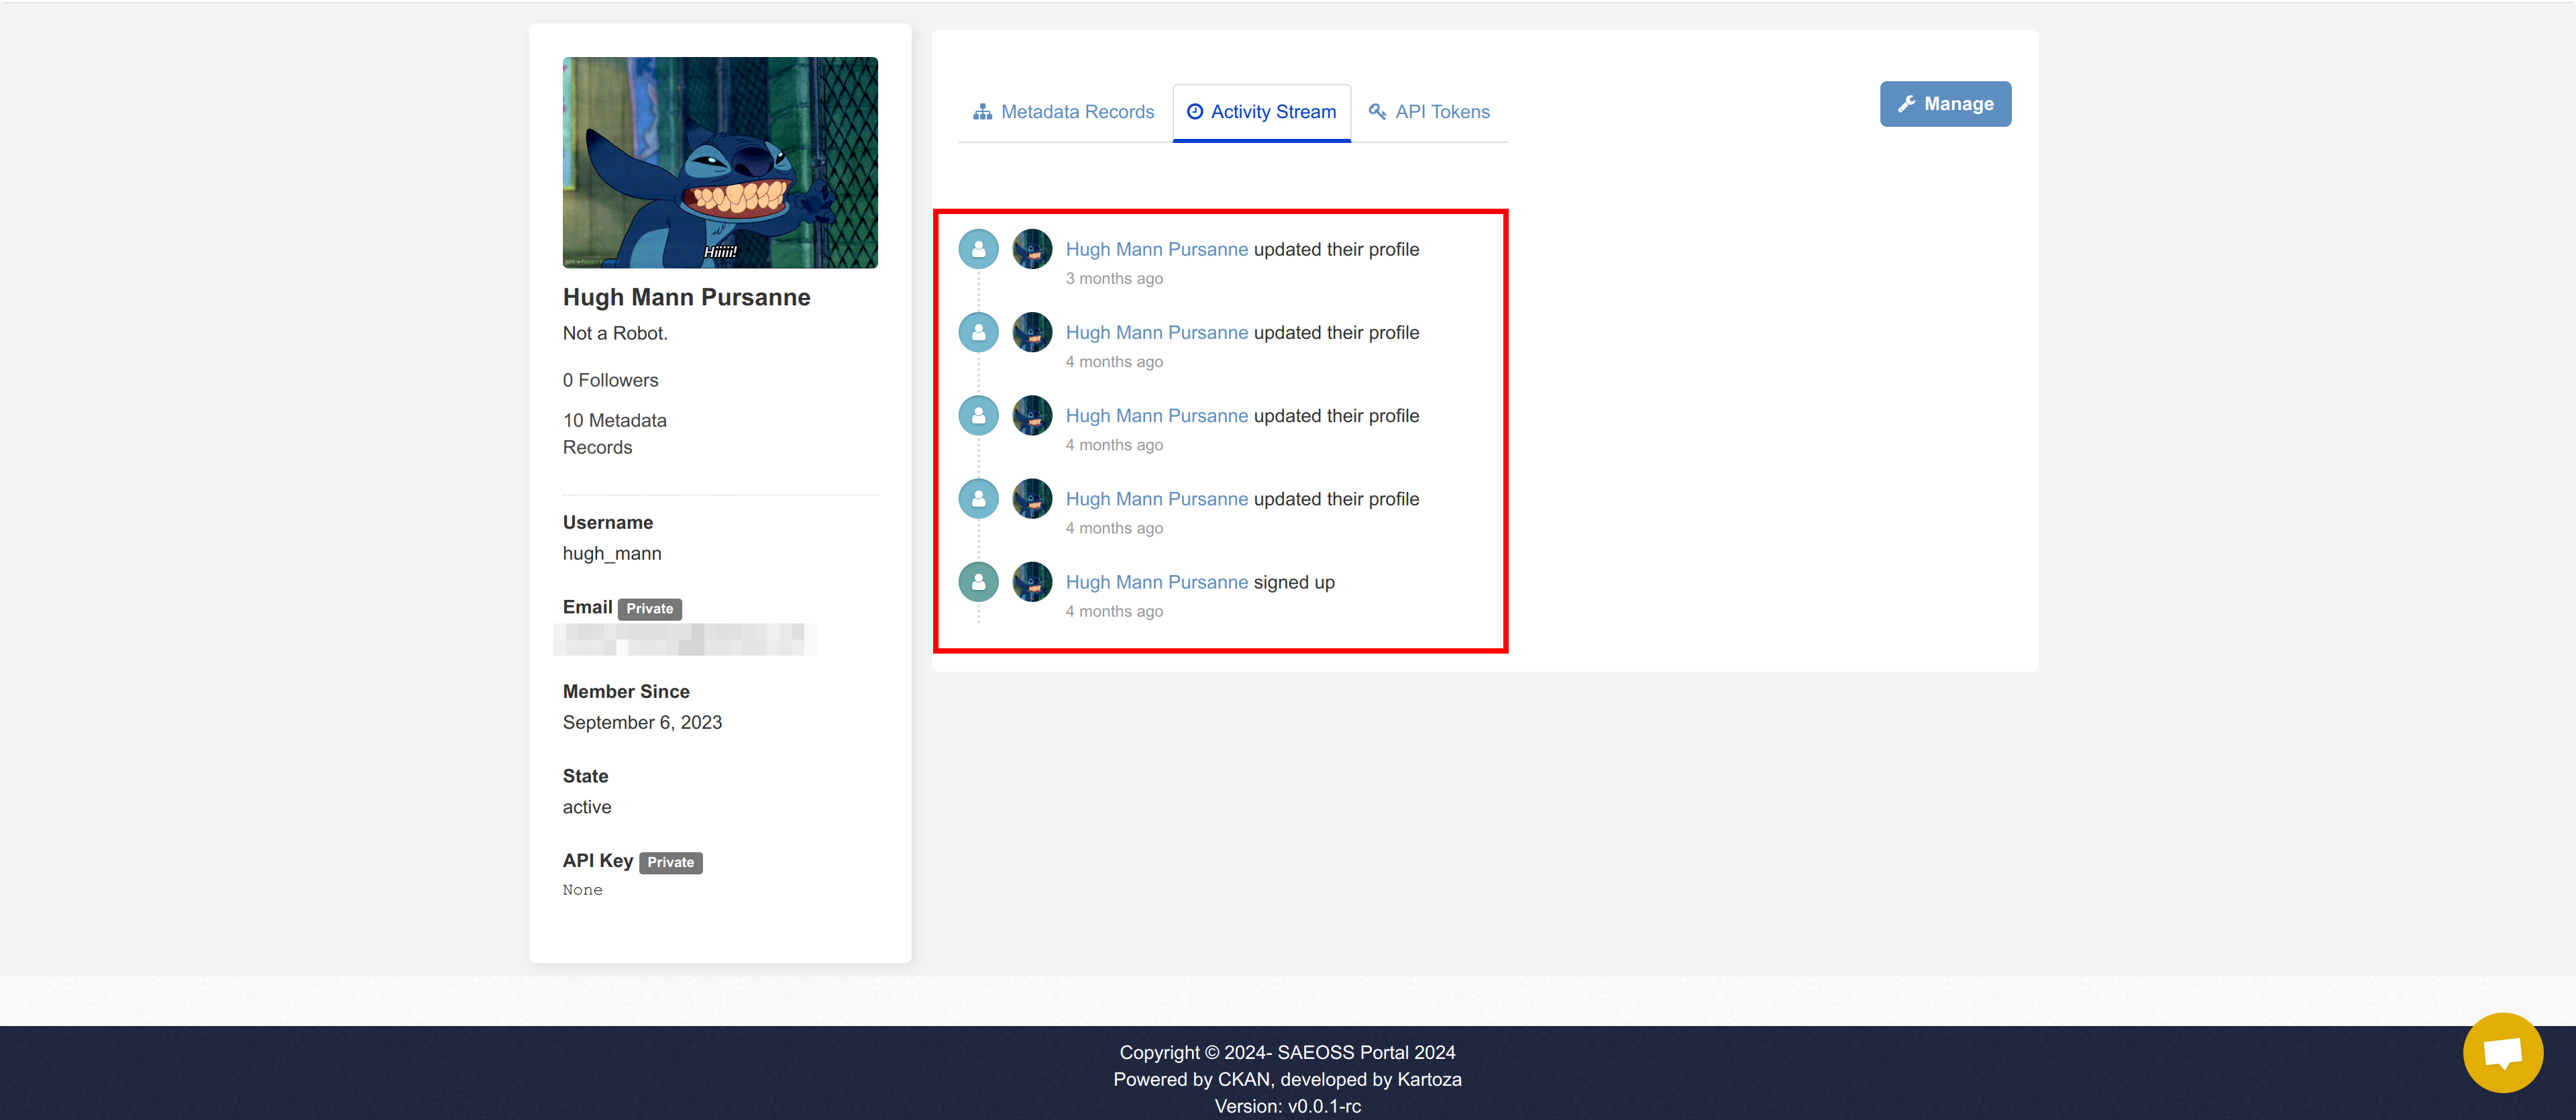 Hiiiii!
Hugh Mann Pursanne
Not a Robot.
0 Followers
10 Metadata
Records
Username
hugh_mann
Email Private
Member Since
September 6, 2023
State
active
API Key Private
None
Metadata Records
Activity Stream
API Tokens
Manage
Hugh Mann Pursanne updated their profile
3 months ago
Hugh Mann Pursanne updated their profile
4 months ago
Hugh Mann Pursanne updated their profile
4 months ago
Hugh Mann Pursanne updated their profile
4 months ago
Hugh Mann Pursanne signed up
4 months ago
Copyright © 2024- SAEOSS Portal 2024
Powered by CKAN, developed by Kartoza
Version: v0.0.1-rc